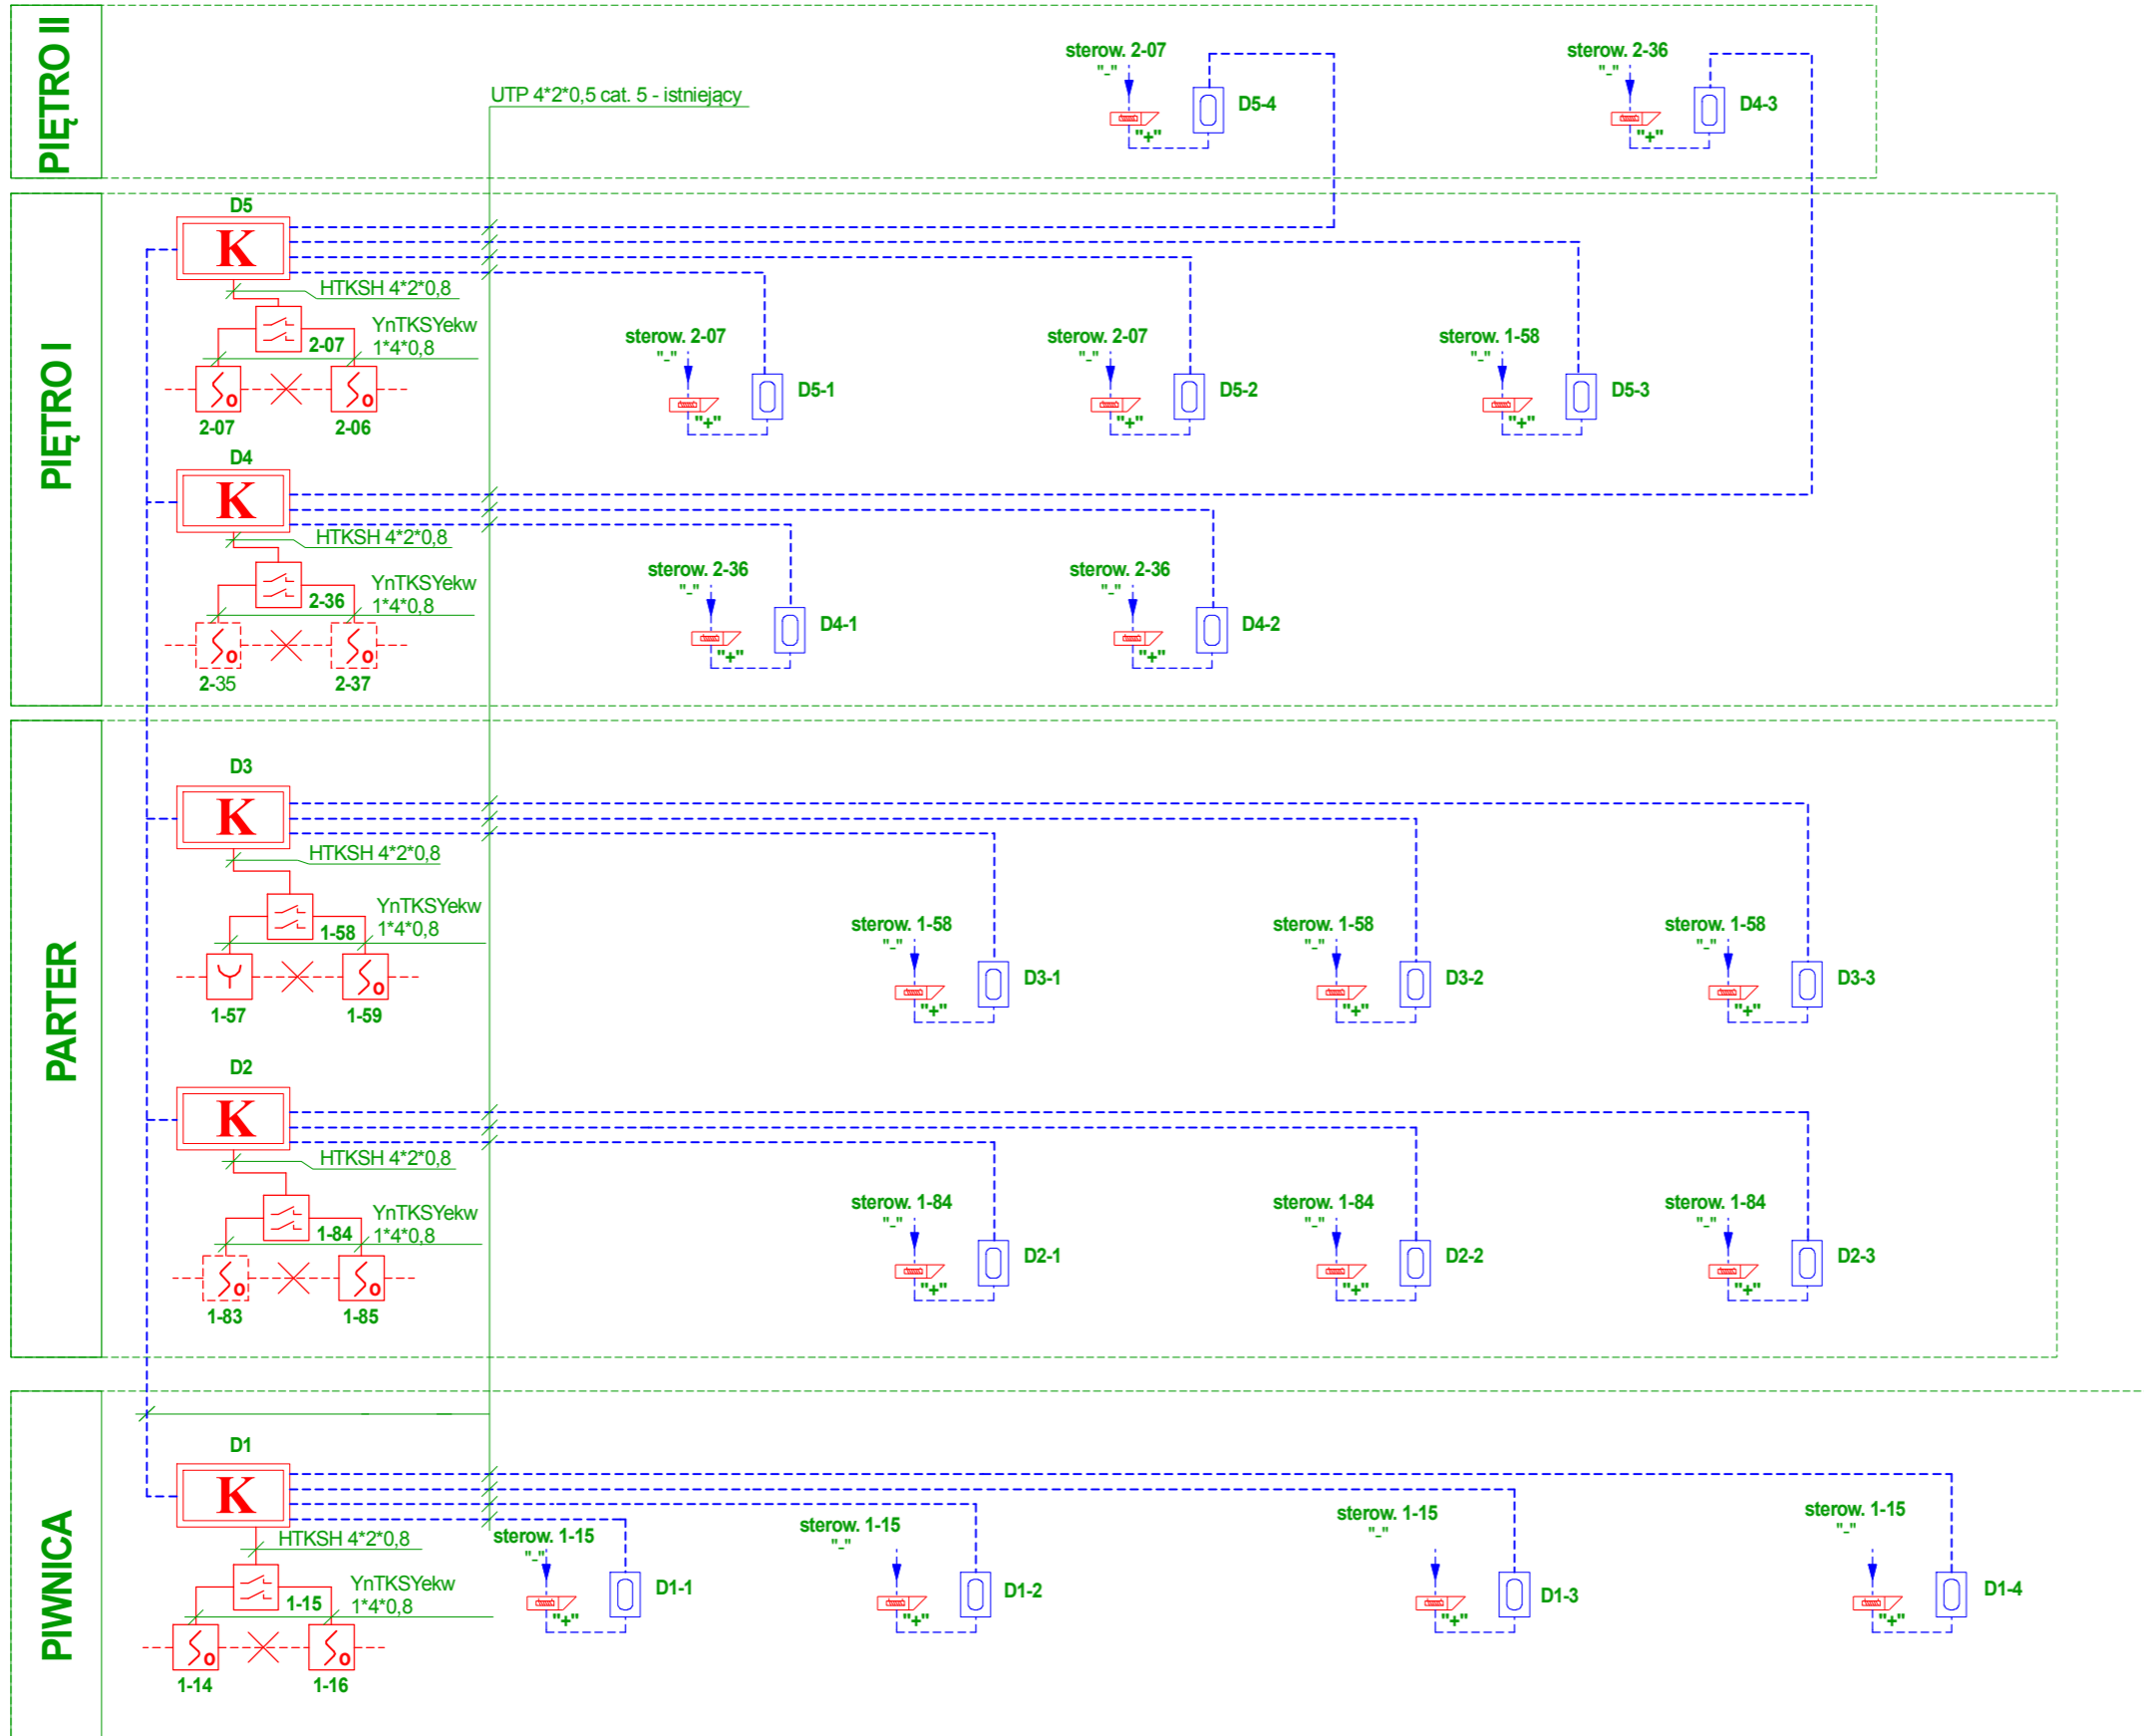 PIĘTRO II
sterow. 2-07
"-"
"+"
D5-4
sterow. 2-36
"-"
"+"
D4-3
UTP 4*2*0,5 cat. 5 - istniejący
PIĘTRO I
D5
K
HTKSH 4*2*0,8
YnTKSYekw
1*4*0,8
2-07
2-07
2-06
sterow. 2-07
"-"
"+"
D5-1
sterow. 2-07
"-"
"+"
D5-2
sterow. 1-58
"-"
"+"
D5-3
D4
K
HTKSH 4*2*0,8
YnTKSYekw
1*4*0,8
2-36
2-35
2-37
sterow. 2-36
"-"
"+"
D4-1
sterow. 2-36
"-"
"+"
D4-2
PARTER
D3
K
HTKSH 4*2*0,8
YnTKSYekw
1*4*0,8
1-58
1-57
1-59
sterow. 1-58
"-"
"+"
D3-1
sterow. 1-58
"-"
"+"
D3-2
sterow. 1-58
"-"
"+"
D3-3
D2
K
HTKSH 4*2*0,8
YnTKSYekw
1*4*0,8
1-84
1-83
1-85
sterow. 1-84
"-"
"+"
D2-1
sterow. 1-84
"-"
"+"
D2-2
sterow. 1-84
"-"
"+"
D2-3
PIWNICA
D1
K
HTKSH 4*2*0,8
YnTKSYekw
1*4*0,8
1-15
1-14
1-16
sterow. 1-15
"-"
"+"
D1-1
sterow. 1-15
"-"
"+"
D1-2
sterow. 1-15
"-"
"+"
D1-3
sterow. 1-15
"-"
"+"
D1-4